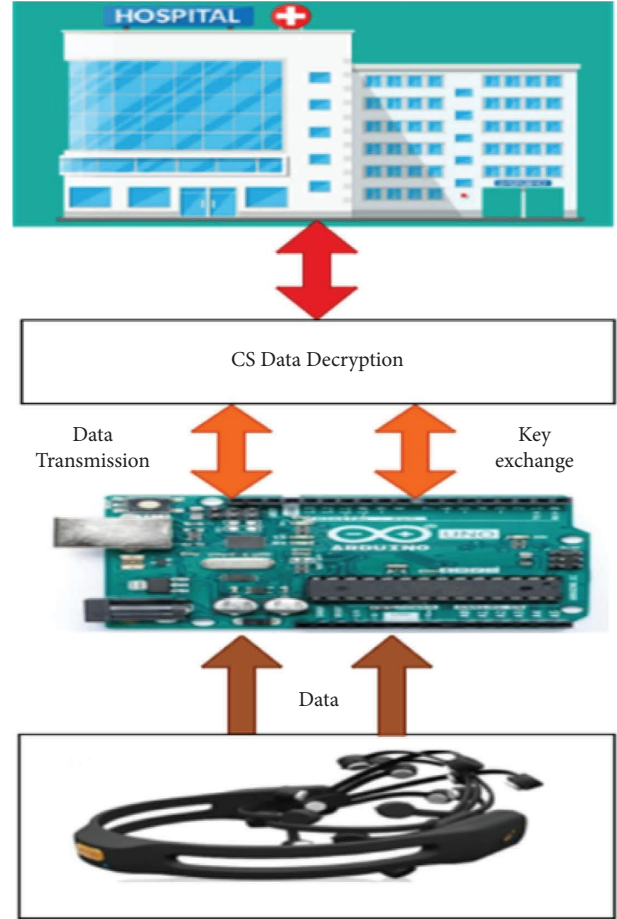 HOSPITAL
CS Data Decryption
Data
Transmission
Key
exchange
UNO
ARDUINO
Data